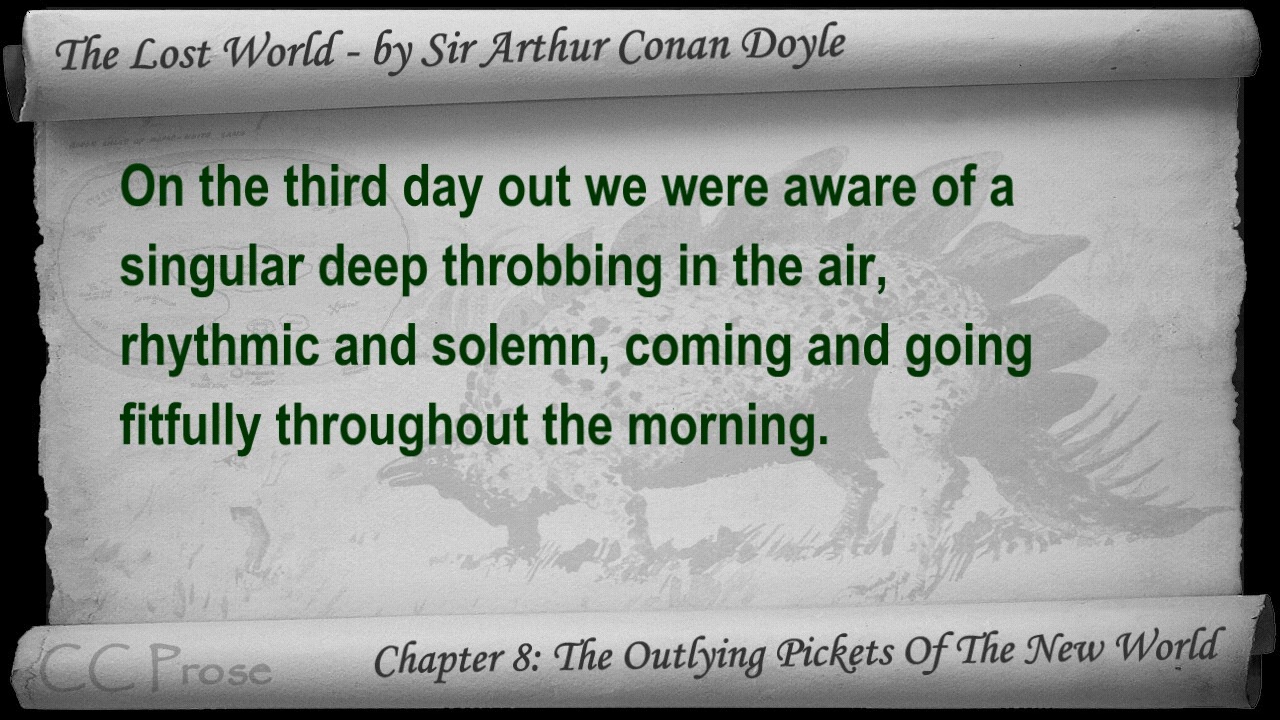 The Lost World - by Sir Arthur Conan Doyle
On the third day out we were aware of a
singular deep throbbing in the air,
rhythmic and solemn, coming and going
fitfully throughout the morning.
CC Prose
Chapter 8: The Outlying Pickets Of The New World